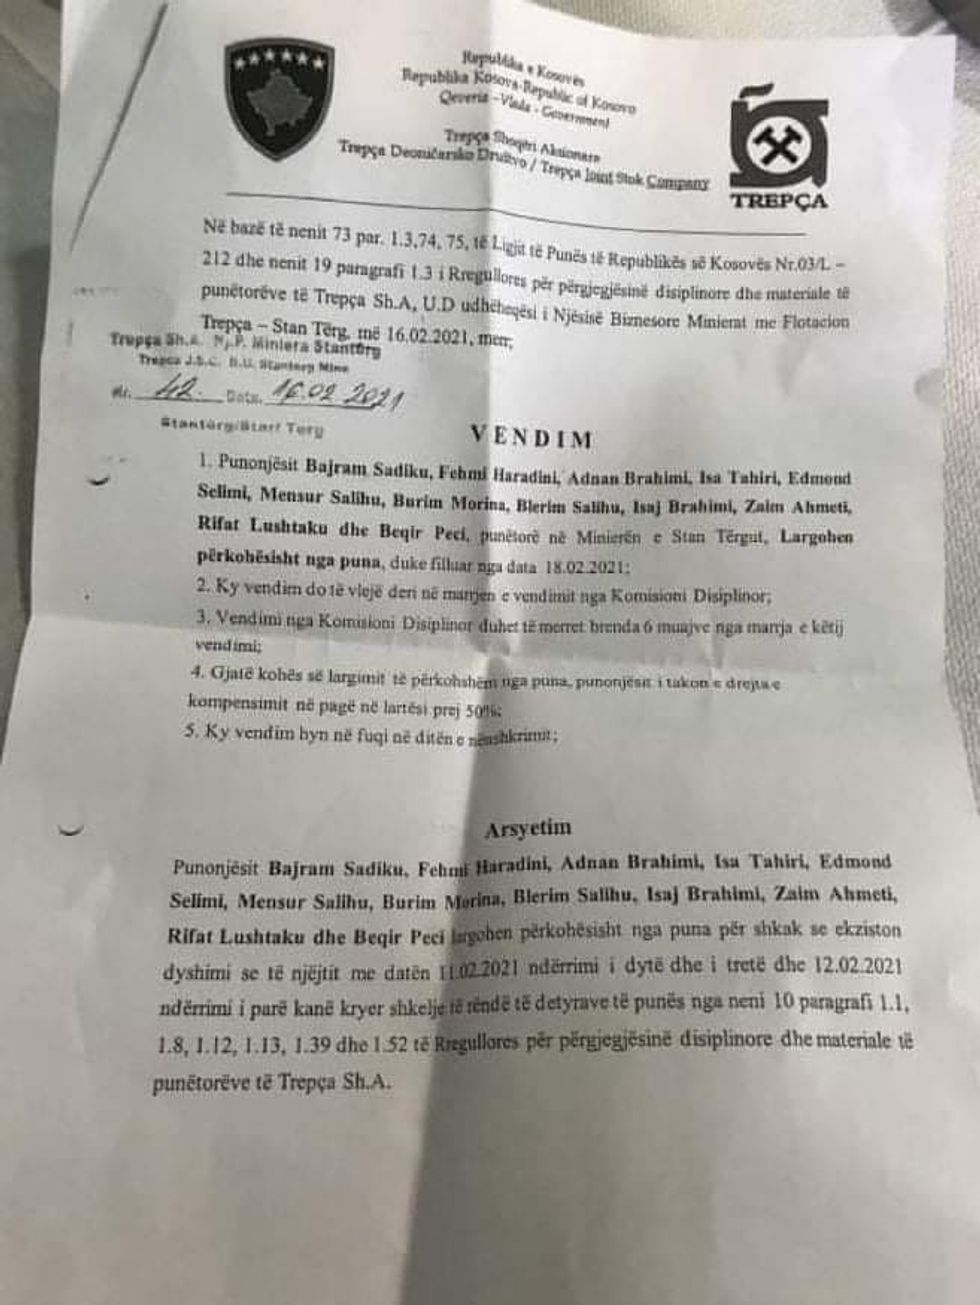 Republika e Kosovës
Republika Kosova-Republic of Kosovo
Qeveria –Vlada - Government
Trepça Shoqëri Aksionare
Trepça Deoničarsko Društvo / Trepça Joint Stok Company
TREPÇA
Në bazë të nenit 73 par. 1.3,74, 75, të Ligjit të Punës të Republikës së Kosovës Nr.03/L –
212 dhe nenit 19 paragrafi 1.3 i Rregullores për përgjegjësinë disiplinore dhe materiale të
punëtorëve të Trepça Sh.A, U.D udhëheqësi i Njësisë Biznesore Minierat me Flotacion
Trepça – Stan Tërg, më 16.02.2021, merr;
Trepça Sh.A. N.P. Miniera Stantërg
Trepca J.S.C. B.U. Stanterg Mine
Nr. 42. Data. 16.02 2021
Stantërg/Stari Terg
VENDIM
1. Punonjësit Bajram Sadiku, Fehmi Haradini, Adnan Brahimi, Isa Tahiri, Edmond
Selimi, Mensur Salihu, Burim Morina, Blerim Salihu, Isaj Brahimi, Zaim Ahmeti,
Rifat Lushtaku dhe Beqir Peci, punëtorë në Minierën e Stan Tërgut, Largohen
përkohësisht nga puna, duke filluar nga data 18.02.2021;
2. Ky vendim do të vlejë deri në marrjen e vendimit nga Komisioni Disiplinor;
3. Vendimi nga Komisioni Disiplinor duhet të merret brenda 6 muajve nga marrja e këtij
vendimi;
4. Gjatë kohës së largimit të përkohshëm nga puna, punonjësit i takon e drejta e
kompensimit në pagë në lartësi prej 50%;
5. Ky vendim hyn në fuqi në ditën e nënshkrimit;
Arsyetim
Punonjësit Bajram Sadiku, Fehmi Haradini, Adnan Brahimi, Isa Tahiri, Edmond
Selimi, Mensur Salihu, Burim Morina, Blerim Salihu, Isaj Brahimi, Zaim Ahmeti,
Rifat Lushtaku dhe Beqir Peci largohen përkohësisht nga puna për shkak se ekziston
dyshimi se të njëjtit me datën 11.02.2021 ndërrimi i dytë dhe i tretë dhe 12.02.2021
ndërrimi i parë kanë kryer shkelje të rëndë të detyrave të punës nga neni 10 paragrafi 1.1,
1.8, 1.12, 1.13, 1.39 dhe 1.52 të Rregullores për përgjegjësinë disiplinore dhe materiale të
punëtorëve të Trepça Sh.A.